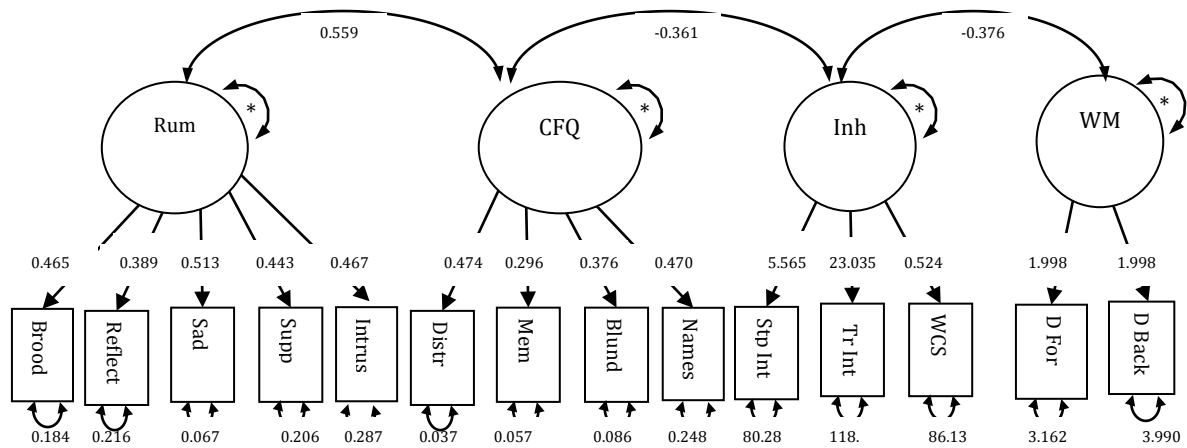 0.559 -0.361 -0.376
* * * *
Rum CFQ Inh WM
0.465 0.389 0.513 0.443 0.467 0.474 0.296 0.376 0.470 5.565 23.035 0.524 1.998 1.998
Brood
Reflect
Sad
Supp
Intrus
Distr
Mem
Blund
Names
Stp Int
Tr Int
WCS
D For
D Back
0.184 0.216 0.067 0.206 0.287 0.037 0.057 0.086 0.248 80.28 118. 86.13 3.162 3.990